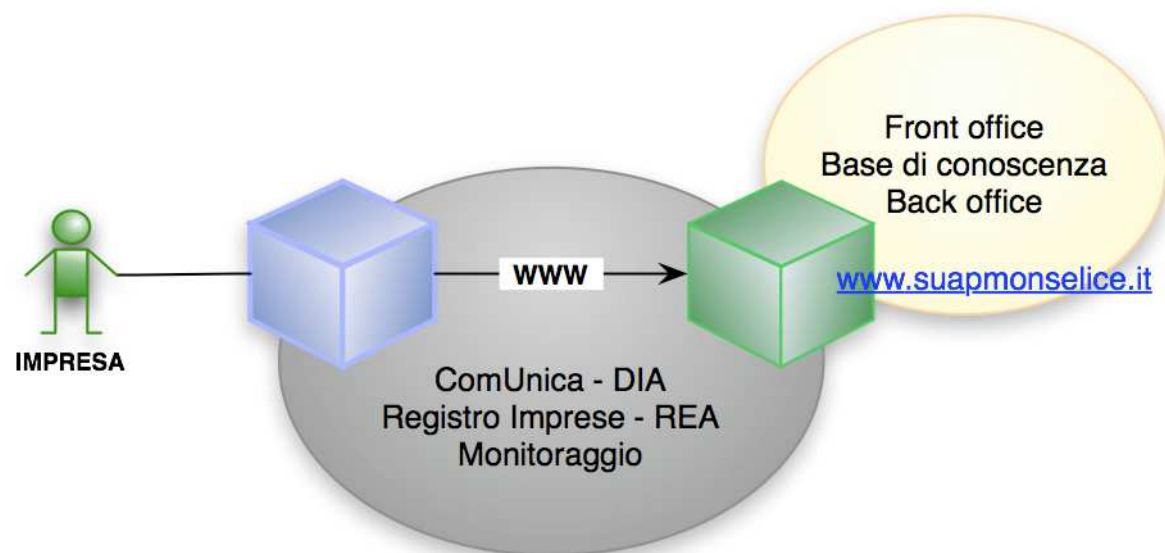 Front office
Base di conoscenza
Back office
www.suapmonselice.it
WWW
IMPRESA
ComUnica - DIA
Registro Imprese - REA
Monitoraggio